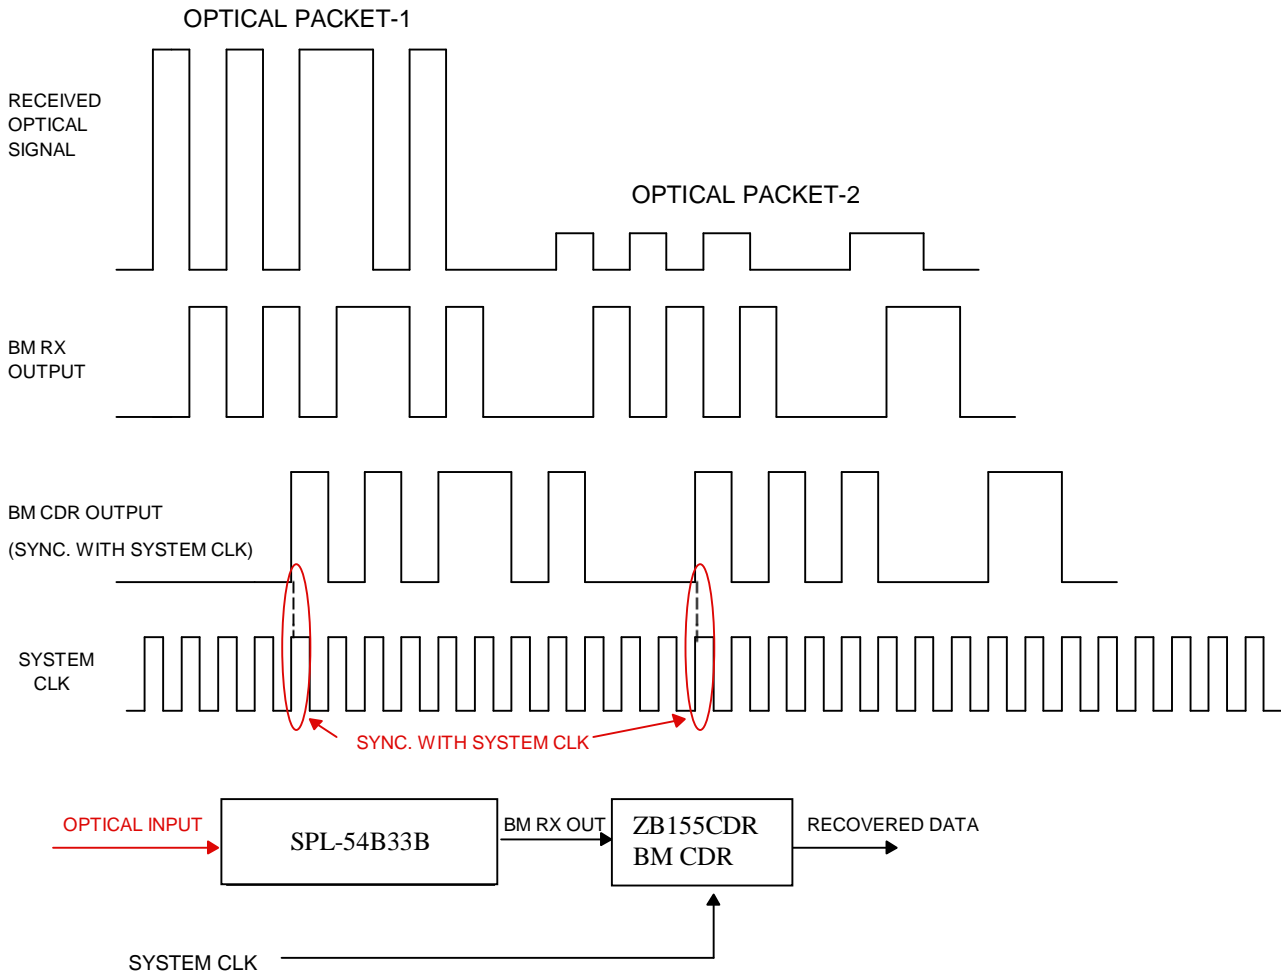 OPTICAL PACKET-1
RECEIVED
OPTICAL
SIGNAL
OPTICAL PACKET-2
BM RX
OUTPUT
BM CDR OUTPUT
(SYNC. WITH SYSTEM CLK)
SYSTEM
CLK
SYNC. WITH SYSTEM CLK
OPTICAL INPUT
SPL-54B33B
BM RX OUT
ZB155CDR
BM CDR
RECOVERED DATA
SYSTEM CLK